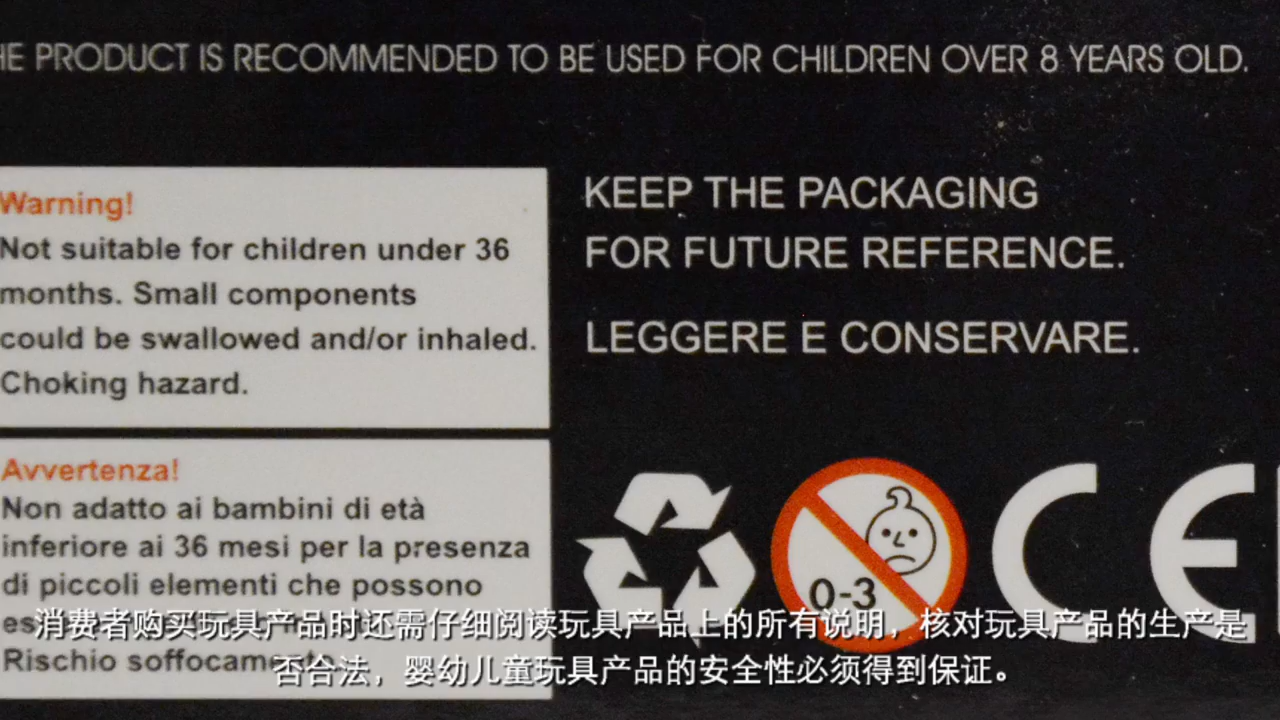 HE PRODUCT IS RECOMMENDED TO BE USED FOR CHILDREN OVER 8 YEARS OLD.
Warning!
Not suitable for children under 36
months. Small components
could be swallowed and/or inhaled.
Choking hazard.
KEEP THE PACKAGING
FOR FUTURE REFERENCE.
LEGGERE E CONSERVARE.
Avvertenza!
Non adatto ai bambini di età
inferiore ai 36 mesi per la presenza
di piccoli elementi che possono
Rischio
0-3
CE
消费者购买玩具产品时还需仔细阅读玩具产品上的所有说明，核对玩具产品的生产是
否合法，婴幼儿童玩具产品的安全性必须得到保证。